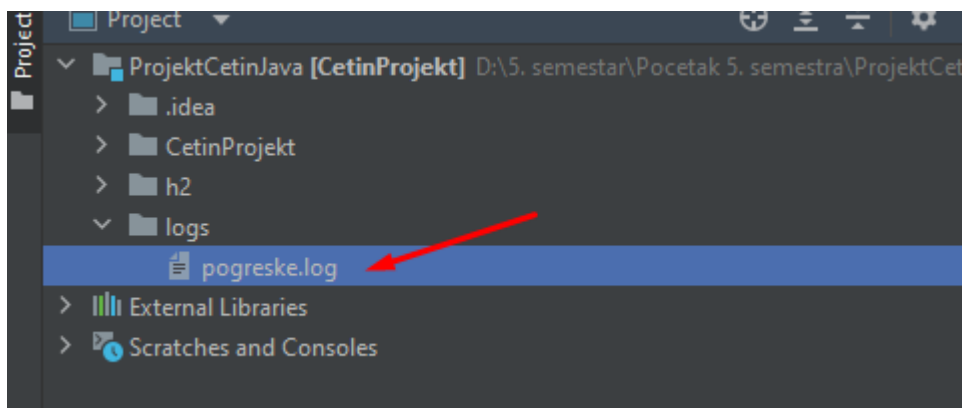 Project
Project
ProjektCetinJava [CetinProjekt] D:\5. semestar\Pocetak 5. semestra\ProjektCet
.idea
CetinProjekt
h2
logs
pogreske.log
External Libraries
Scratches and Consoles